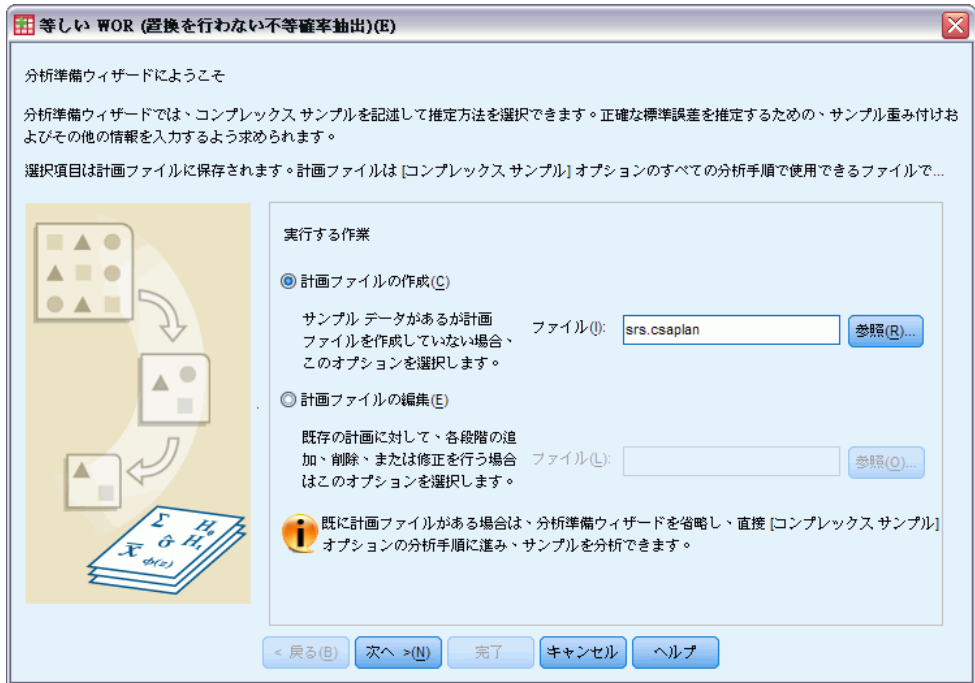 等しい WOR (置換を行わない不等確率抽出)(E)
分析準備ウィザードにようこそ
分析準備ウィザードでは、コンプレックス サンプルを記述して推定方法を選択できます。正確な標準誤差を推定するための、サンプル重み付けお
よびその他の情報を入力するよう求められます。
選択項目は計画ファイルに保存されます。計画ファイルは [コンプレックス サンプル] オプションのすべての分析手順で使用できるファイルで...
実行する作業
計画ファイルの作成(C)
サンプル データがあるが計画
ファイルを作成していない場合、
このオプションを選択します。
ファイル(I):
srs.csaplan
参照(R)...
計画ファイルの編集(E)
既存の計画に対して、各段階の追
加、削除、または修正を行う場合
はこのオプションを選択します。
ファイル(L):
参照(O)...
既に計画ファイルがある場合は、分析準備ウィザードを省略し、直接 [コンプレックス サンプル]
オプションの分析手順に進み、サンプルを分析できます。
Σ H₀
x̄ σ̂ H₁
φ(z)
< 戻る(B)
次へ >(N)
完了
キャンセル
ヘルプ